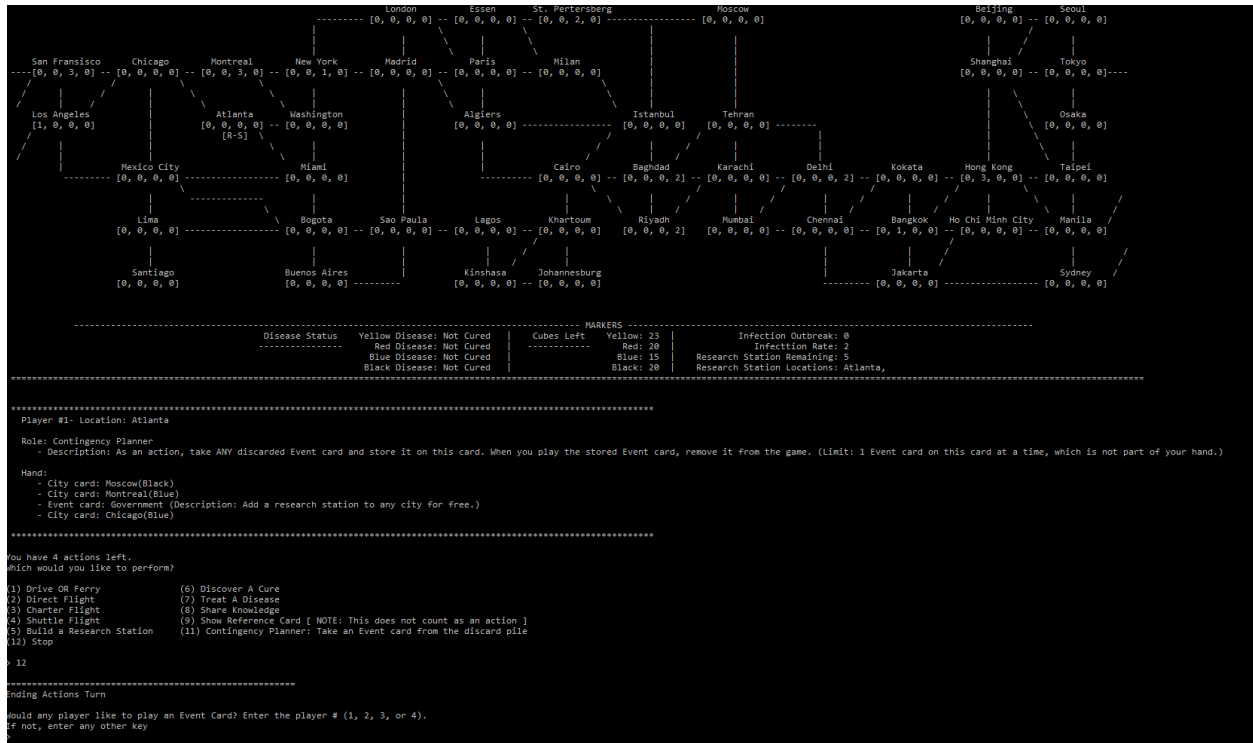 London Essen St. Pertersberg Moscow Beijing Seoul
-------- [0, 0, 0, 0] -- [0, 0, 0, 0] -- [0, 0, 2, 0] ---------------- [0, 0, 0, 0] [0, 0, 0, 0] -- [0, 0, 0, 0]
San Fransisco Chicago Montreal New York Madrid Paris Milan Shanghai Tokyo
----[0, 0, 3, 0] -- [0, 0, 0, 0] -- [0, 0, 3, 0] -- [0, 0, 1, 0] -- [0, 0, 0, 0] -- [0, 0, 0, 0] -- [0, 0, 0, 0] [0, 0, 0, 0] -- [0, 0, 0, 0]----
Los Angeles Atlanta Washington Algiers Istanbul Tehran Osaka
[1, 0, 0, 0] [0, 0, 0, 0] -- [0, 0, 0, 0] [0, 0, 0, 0] ---------------- [0, 0, 0, 0] [0, 0, 0, 0] -------- [0, 0, 0, 0]
[R-S]
Mexico City Miami Cairo Baghdad Karachi Delhi Kokata Hong Kong Taipei
--------- [0, 0, 0, 0] ---------------- [0, 0, 0, 0] --------- [0, 0, 0, 0] -- [0, 0, 0, 2] -- [0, 0, 0, 0] -- [0, 0, 0, 2] -- [0, 0, 0, 0] -- [0, 3, 0, 0] -- [0, 0, 0, 0]
--------------
Lima Bogota Sao Paula Lagos Khartoum Riyadh Mumbai Chennai Bangkok Ho Chi Minh City Manila
[0, 0, 0, 0] ---------------- [0, 0, 0, 0] -- [0, 0, 0, 0] -- [0, 0, 0, 0] -- [0, 0, 0, 0] [0, 0, 0, 2] [0, 0, 0, 0] -- [0, 0, 0, 0] -- [0, 1, 0, 0] -- [0, 0, 0, 0] -- [0, 0, 0, 0]
Santiago Buenos Aires Kinshasa Johannesburg Jakarta Sydney
[0, 0, 0, 0] [0, 0, 0, 0] --------- [0, 0, 0, 0] -- [0, 0, 0, 0] --------- [0, 0, 0, 0] ------------------ [0, 0, 0, 0]
MARKERS
Disease Status Yellow Disease: Not Cured | Cubes Left Yellow: 23 | Infection Outbreak: 0
---------------- Red Disease: Not Cured | ------------ Red: 20 | Infecttion Rate: 2
Blue Disease: Not Cured | Blue: 15 | Research Station Remaining: 5
Black Disease: Not Cured | Black: 20 | Research Station Locations: Atlanta,
Player #1- Location: Atlanta
Role: Contingency Planner
- Description: As an action, take ANY discarded Event card and store it on this card. When you play the stored Event card, remove it from the game. (Limit: 1 Event card on this card at a time, which is not part of your hand.)
Hand:
- City card: Moscow(Black)
- City card: Montreal(Blue)
- Event card: Government (Description: Add a research station to any city for free.)
- City card: Chicago(Blue)
You have 4 actions left.
Which would you like to perform?
(1) Drive OR Ferry (6) Discover A Cure
(2) Direct Flight (7) Treat A Disease
(3) Charter Flight (8) Share Knowledge
(4) Shuttle Flight (9) Show Reference Card [ NOTE: This does not count as an action ]
(5) Build a Research Station (11) Contingency Planner: Take an Event card from the discard pile
(12) Stop
> 12
Ending Actions Turn
Would any player like to play an Event Card? Enter the player # (1, 2, 3, or 4).
If not, enter any other key
>